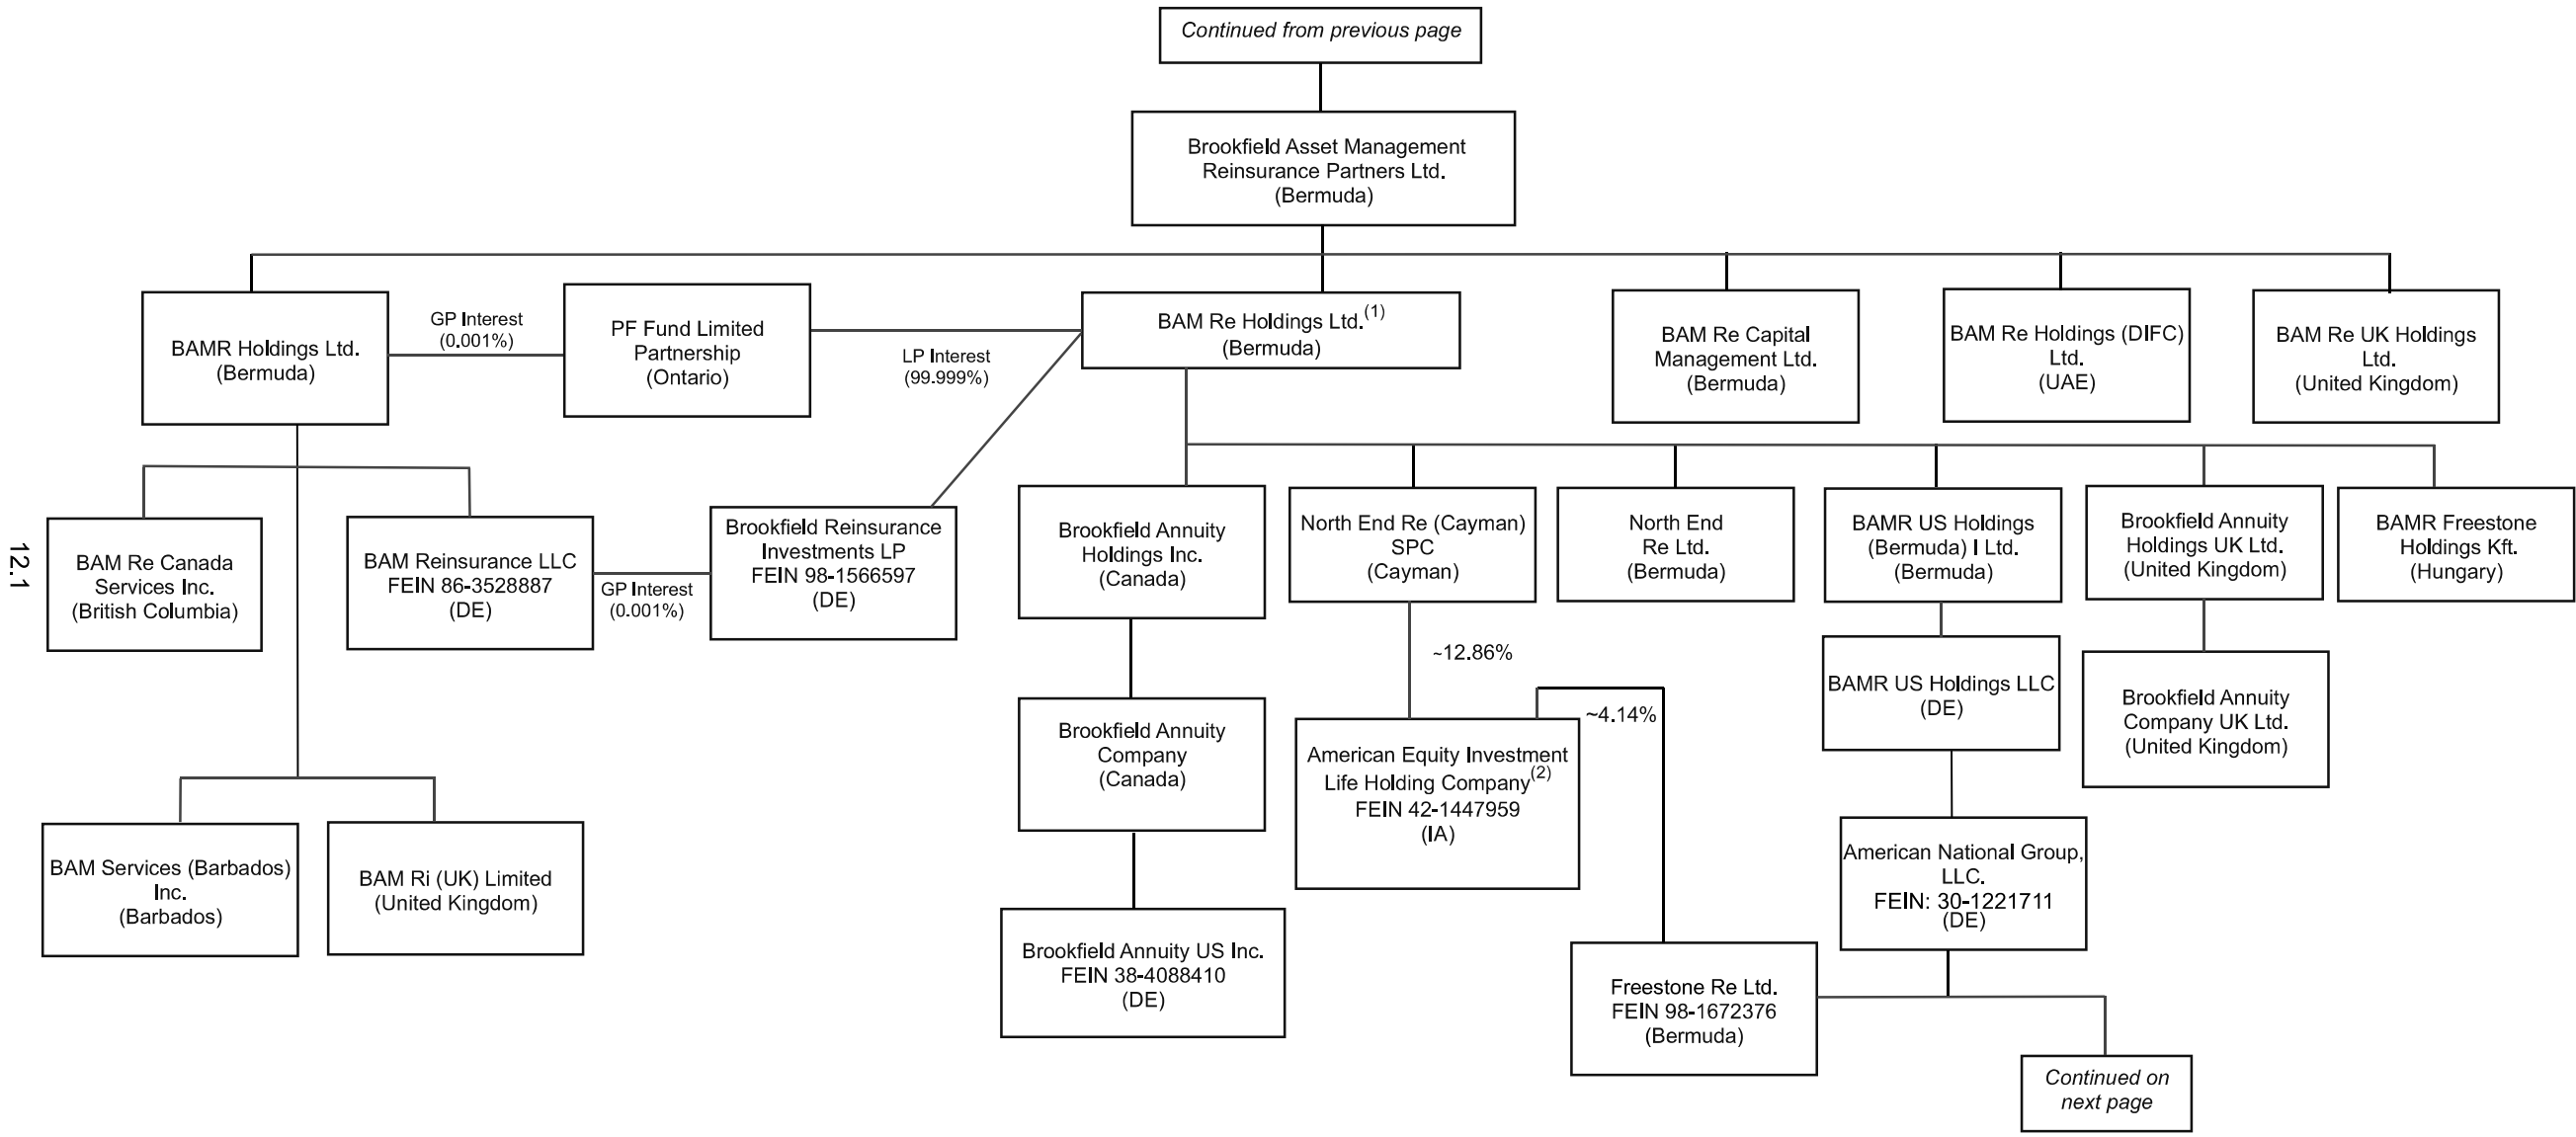 Continued from previous page
Brookfield Asset Management
Reinsurance Partners Ltd.
(Bermuda)
BAMR Holdings Ltd.
(Bermuda)
GP Interest
(0.001%)
PF Fund Limited
Partnership
(Ontario)
LP Interest
(99.999%)
BAM Re Holdings Ltd.(1)
(Bermuda)
BAM Re Capital
Management Ltd.
(Bermuda)
BAM Re Holdings (DIFC)
Ltd.
(UAE)
BAM Re UK Holdings
Ltd.
(United Kingdom)
12.1
BAM Re Canada
Services Inc.
(British Columbia)
BAM Reinsurance LLC
FEIN 86-3528887
(DE)
GP Interest
(0.001%)
Brookfield Reinsurance
Investments LP
FEIN 98-1566597
(DE)
Brookfield Annuity
Holdings Inc.
(Canada)
North End Re (Cayman)
SPC
(Cayman)
North End
Re Ltd.
(Bermuda)
BAMR US Holdings
(Bermuda) I Ltd.
(Bermuda)
Brookfield Annuity
Holdings UK Ltd.
(United Kingdom)
BAMR Freestone
Holdings Kft.
(Hungary)
~12.86%
~4.14%
BAMR US Holdings LLC
(DE)
Brookfield Annuity
Company UK Ltd.
(United Kingdom)
Brookfield Annuity
Company
(Canada)
American Equity Investment
Life Holding Company(2)
FEIN 42-1447959
(IA)
BAM Services (Barbados)
Inc.
(Barbados)
BAM Ri (UK) Limited
(United Kingdom)
American National Group,
LLC.
FEIN: 30-1221711
(DE)
Brookfield Annuity US Inc.
FEIN 38-4088410
(DE)
Freestone Re Ltd.
FEIN 98-1672376
(Bermuda)
Continued on
next page